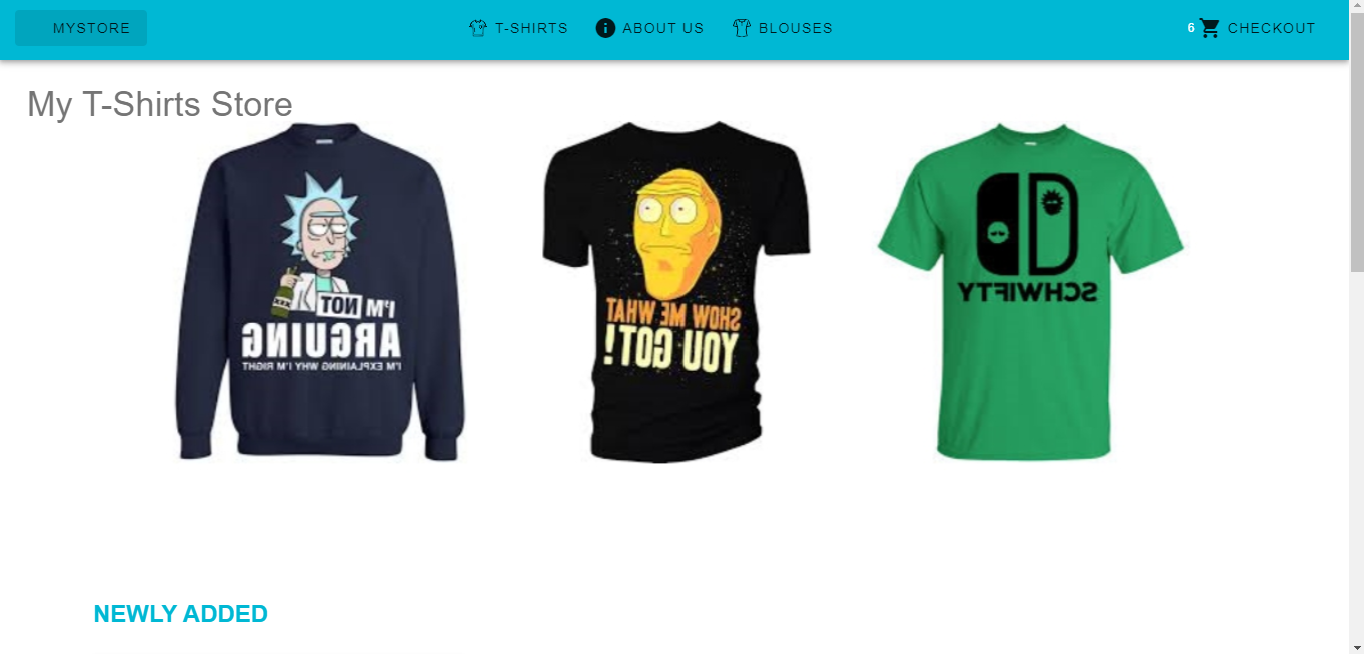 MYSTORE
T-SHIRTS
ABOUT US
BLOUSES
6
CHECKOUT
My T-Shirts Store
I'M NOT
ARGUING
I'M EXPLAINING WHY I'M RIGHT
XXX
SHOW ME WHAT
YOU GOT!
SCHWIFTY
NEWLY ADDED